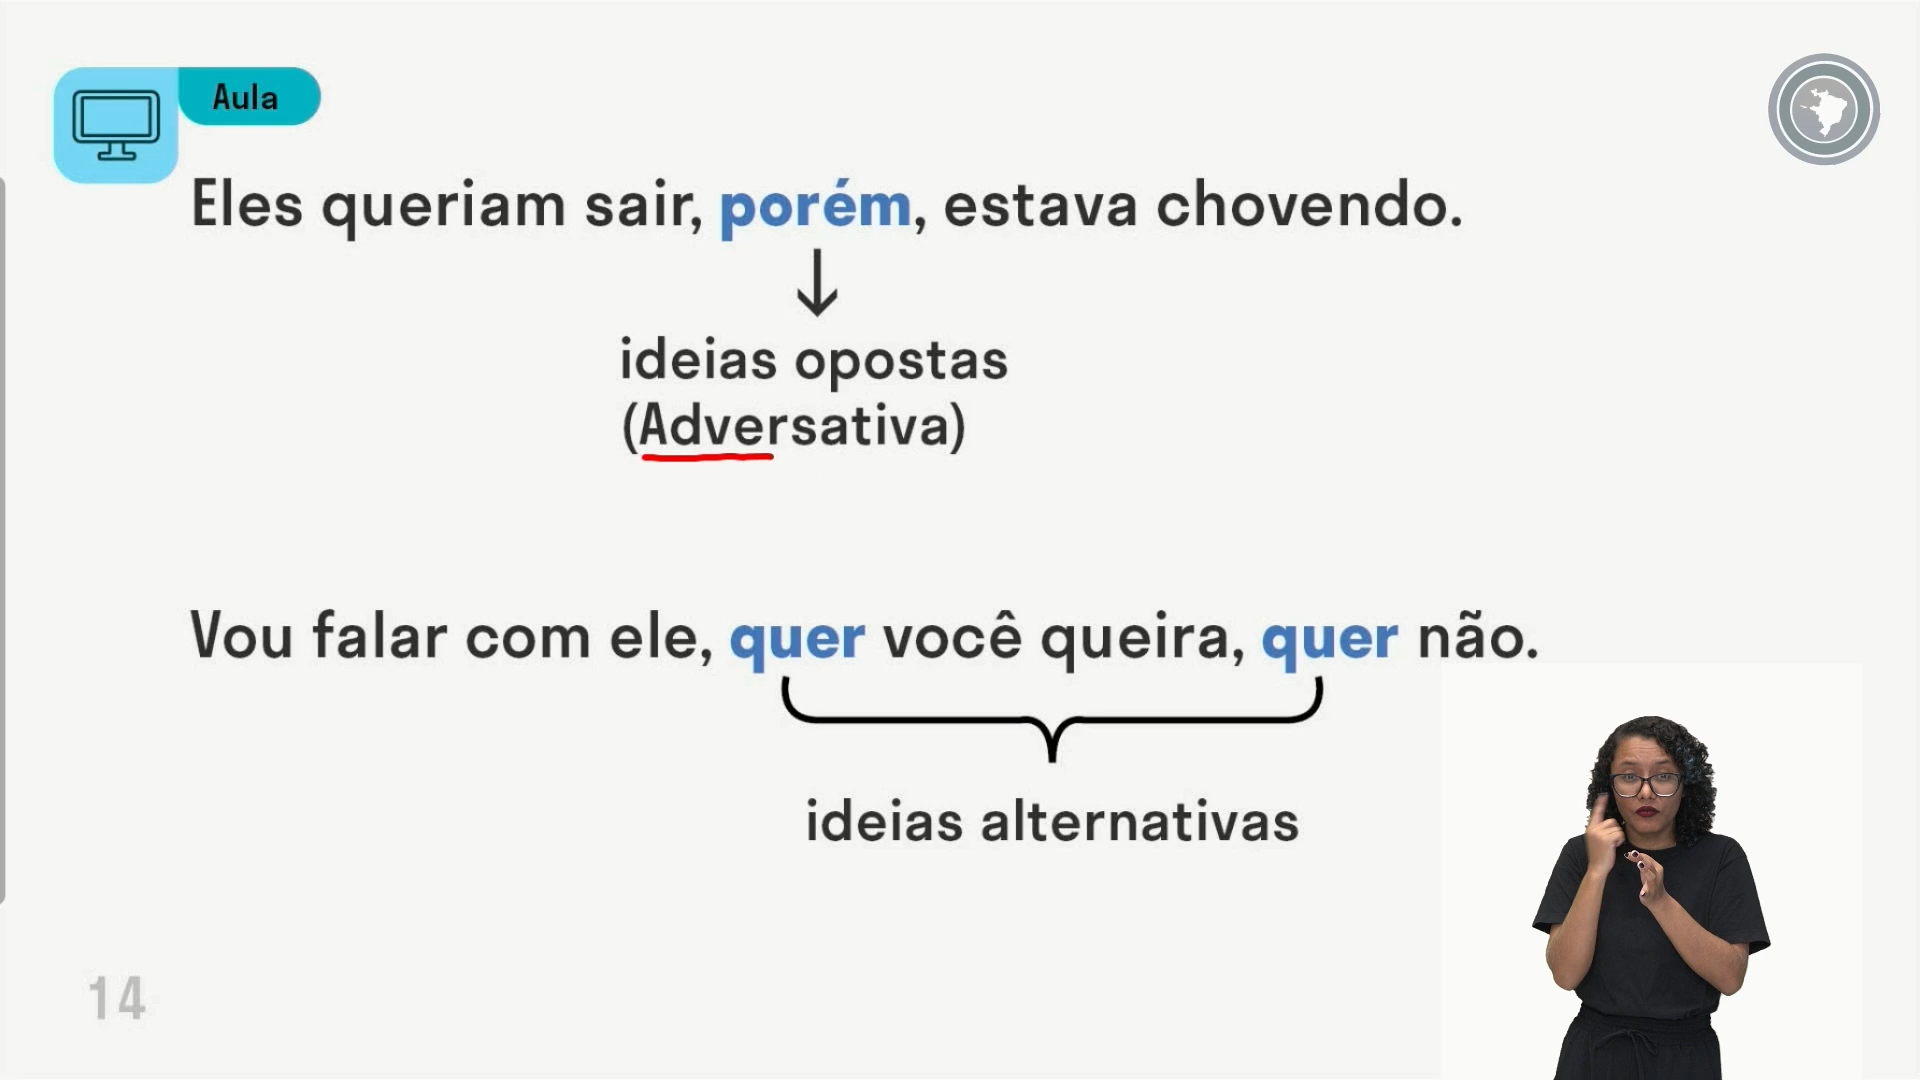 Aula
Eles queriam sair, porém, estava chovendo.
ideias opostas
(Adversativa)
Vou falar com ele, quer você queira, quer não.
ideias alternativas
14